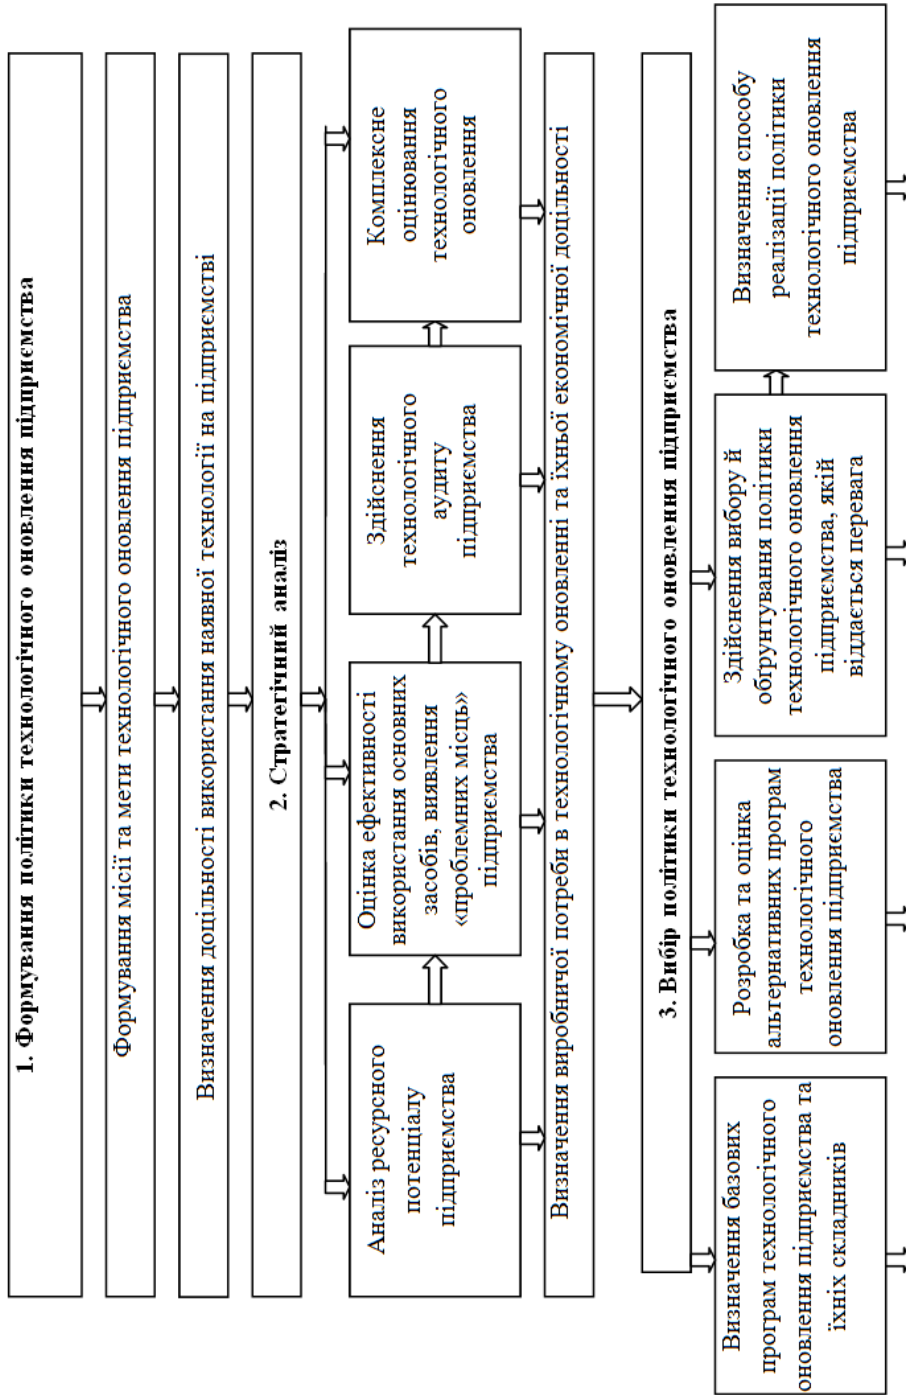 1. Формування політики технологічного оновлення підприємства
Формування місії та мети технологічного оновлення підприємства
Визначення доцільності використання наявної технології на підприємстві
2. Стратегічний аналіз
Аналіз ресурсного
потенціалу
підприємства
Оцінка ефективності
використання основних
засобів, виявлення
«проблемних місць»
підприємства
Здійснення
технологічного
аудиту
підприємства
Комплексне
оцінювання
технологічного
оновлення
Визначення виробничої потреби в технологічному оновленні та їхньої економічної доцільності
3. Вибір політики технологічного оновлення підприємства
Визначення базових
програм технологічного
оновлення підприємства та
їхніх складників
Розробка та оцінка
альтернативних програм
технологічного
оновлення підприємства
Здійснення вибору й
обґрунтування політики
технологічного оновлення
підприємства, якій
віддається перевага
Визначення способу
реалізації політики
технологічного оновлення
підприємства